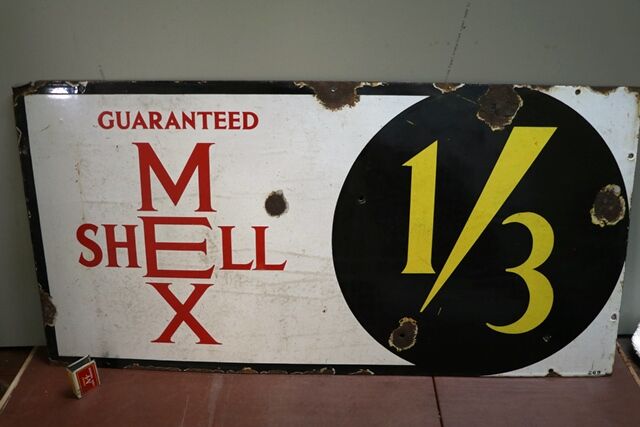 GUARANTEED
M
SHELL
E
X
1/3